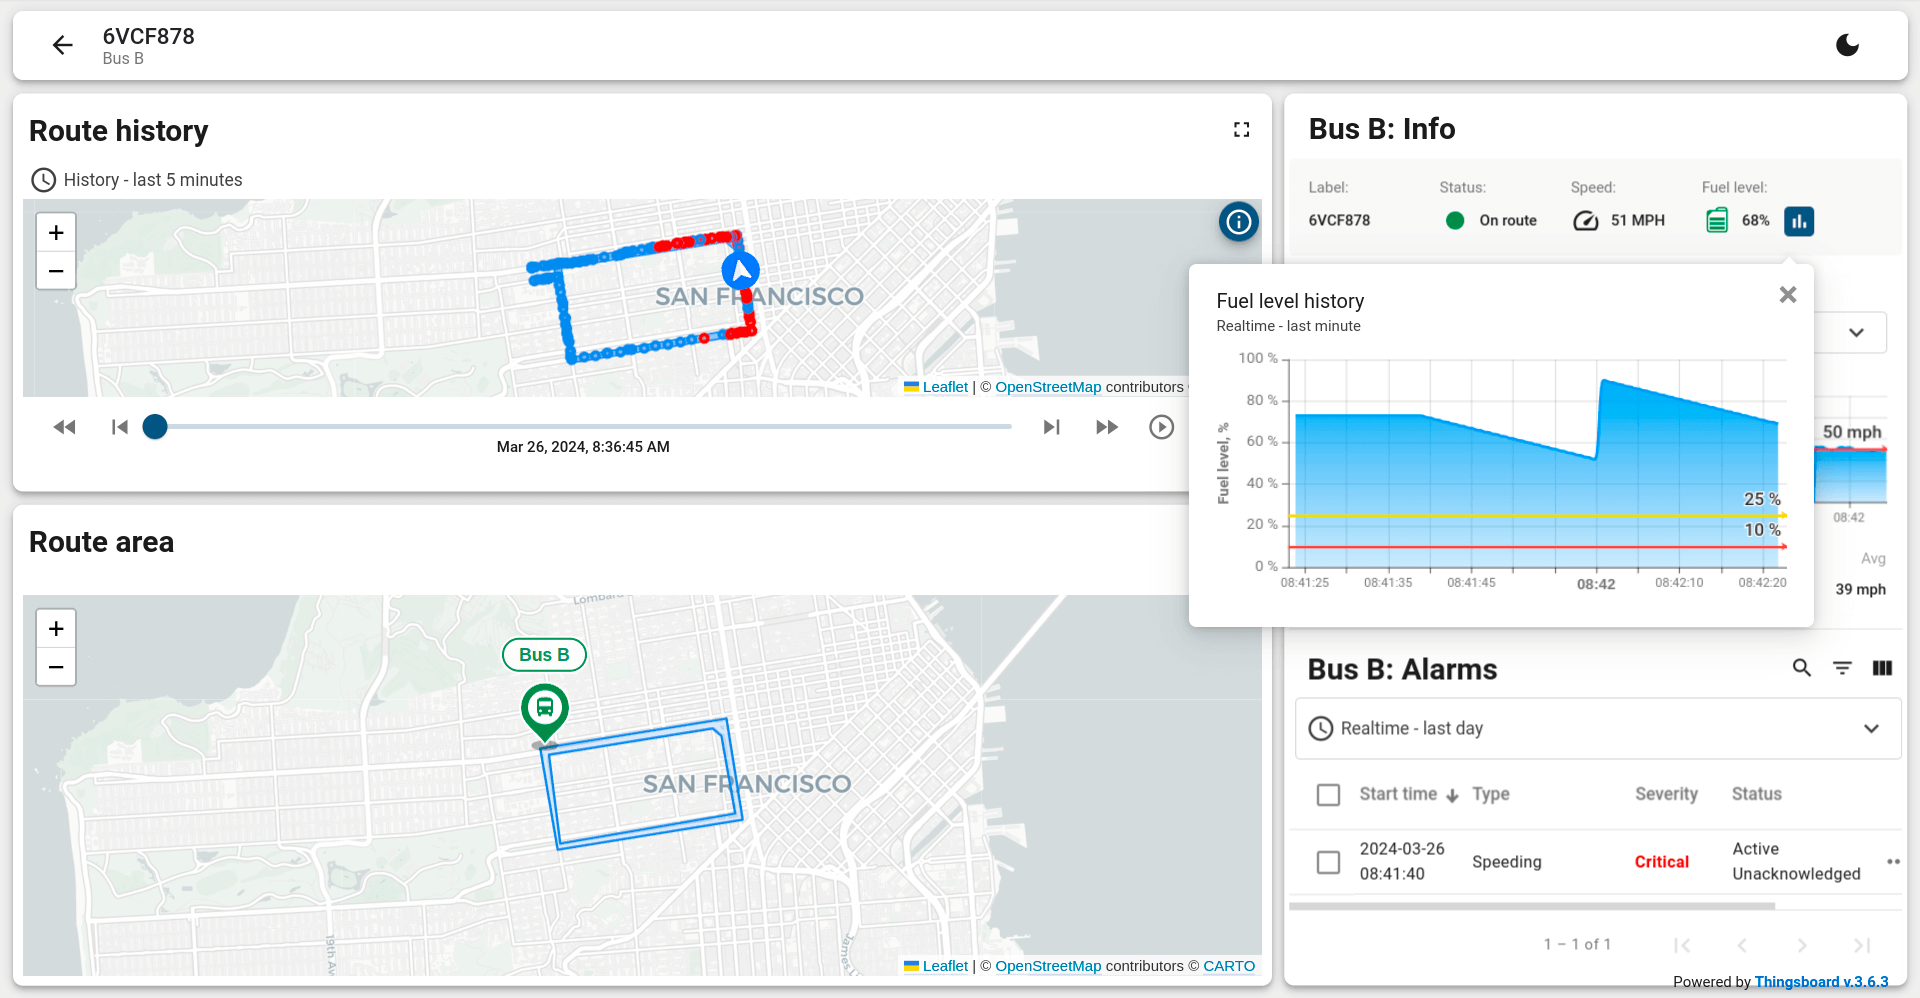 6VCF878
Bus B
Route history
History - last 5 minutes
+
−
SAN FRANCISCO
Leaflet | © OpenStreetMap contributors
Mar 26, 2024, 8:36:45 AM
Route area
+
−
Lombard
Bus B
SAN FRANCISCO
19th Av
James L
Leaflet | © OpenStreetMap contributors © CARTO
Bus B: Info
Label: Status: Speed: Fuel level:
6VCF878 On route 51 MPH 68%
Fuel level history
Realtime - last minute
Fuel level, %
100 %
80 %
60 %
40 %
20 %
0 %
25 %
10 %
08:41:25 08:41:35 08:41:45 08:42 08:42:10 08:42:20
50 mph
08:42
Avg
39 mph
Bus B: Alarms
Realtime - last day
Start time Type Severity Status
2024-03-26
08:41:40
Speeding
Critical
Active
Unacknowledged
1 – 1 of 1
Powered by Thingsboard v.3.6.3